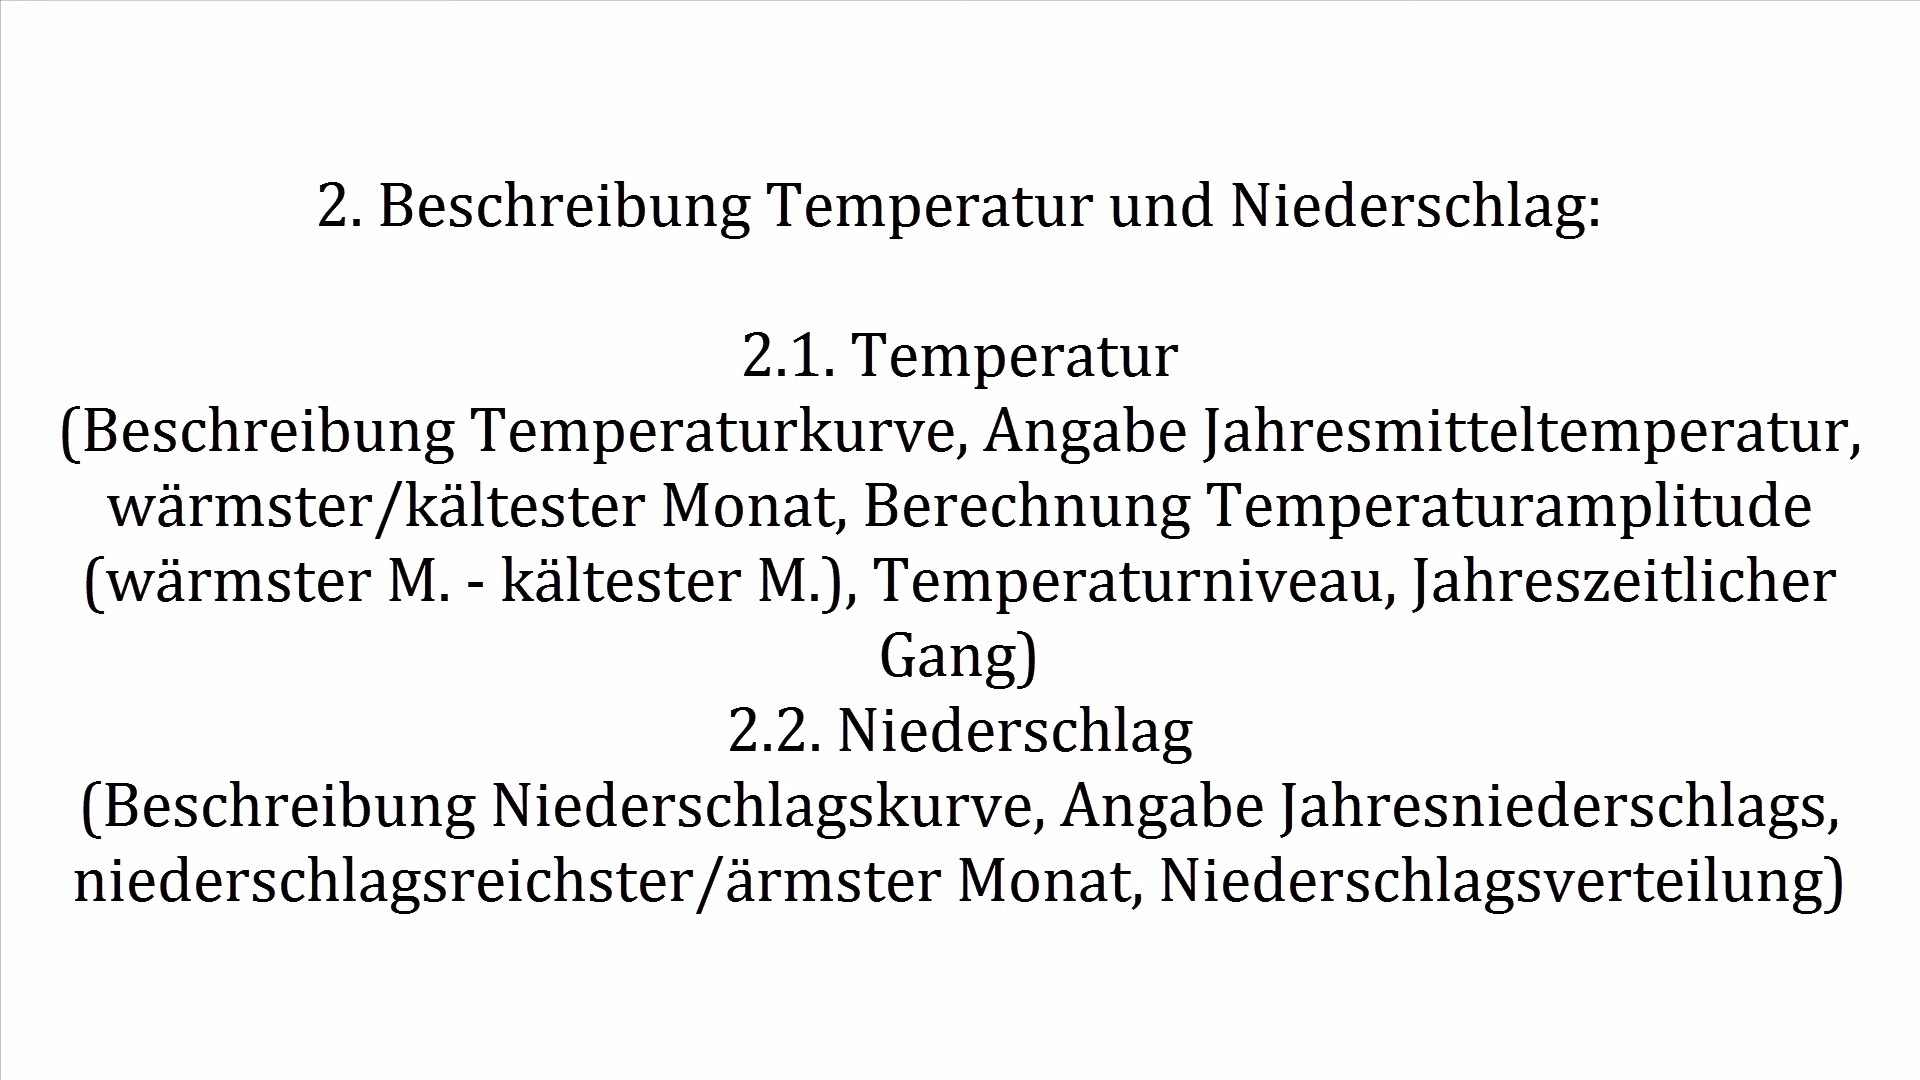 2. Beschreibung Temperatur und Niederschlag:
2.1. Temperatur
(Beschreibung Temperaturkurve, Angabe Jahresmitteltemperatur,
wärmster/kältester Monat, Berechnung Temperaturamplitude
(wärmster M. - kältester M.), Temperaturniveau, Jahreszeitlicher
Gang)
2.2. Niederschlag
(Beschreibung Niederschlagskurve, Angabe Jahresniederschlags,
niederschlagsreichster/ärmster Monat, Niederschlagsverteilung)